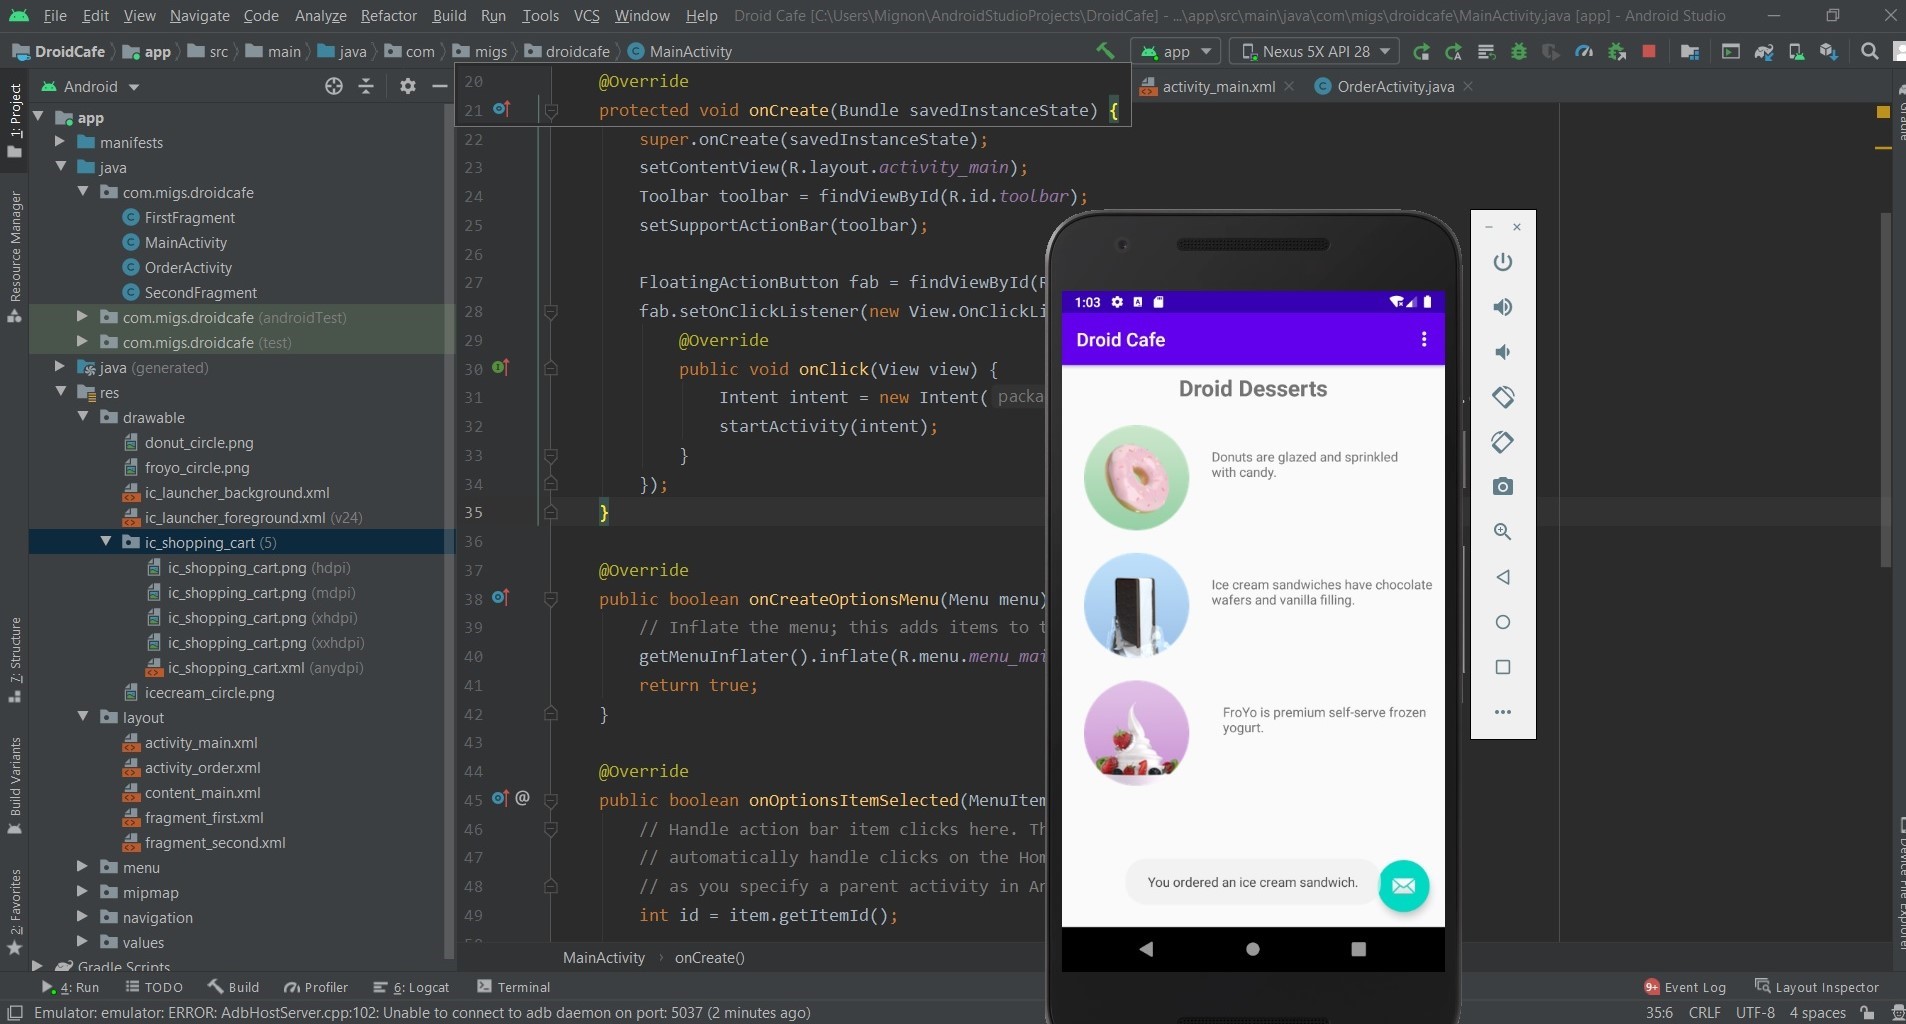 File Edit View Navigate Code Analyze Refactor Build Run Tools VCS Window Help Droid Cafe [C:\Users\Mignon\AndroidStudioProjects\DroidCafe] - ...\app\src\main\java\com\migs\droidcafe\MainActivity.java [app] - Android Studio
DroidCafe app src main java com migs droidcafe MainActivity app Nexus 5X API 28
Android
activity_main.xml OrderActivity.java
1: Project
Resource Manager
7: Structure
Build Variants
2: Favorites
app
manifests
java
com.migs.droidcafe
FirstFragment
MainActivity
OrderActivity
SecondFragment
com.migs.droidcafe (androidTest)
com.migs.droidcafe (test)
java (generated)
res
drawable
donut_circle.png
froyo_circle.png
ic_launcher_background.xml
ic_launcher_foreground.xml (v24)
ic_shopping_cart (5)
ic_shopping_cart.png (hdpi)
ic_shopping_cart.png (mdpi)
ic_shopping_cart.png (xhdpi)
ic_shopping_cart.png (xxhdpi)
ic_shopping_cart.xml (anydpi)
icecream_circle.png
layout
activity_main.xml
activity_order.xml
content_main.xml
fragment_first.xml
fragment_second.xml
menu
mipmap
navigation
values
Gradle Scripts
20 @Override
21 protected void onCreate(Bundle savedInstanceState) {
22 super.onCreate(savedInstanceState);
23 setContentView(R.layout.activity_main);
24 Toolbar toolbar = findViewById(R.id.toolbar);
25 setSupportActionBar(toolbar);
26
27 FloatingActionButton fab = findViewById(R
28 fab.setOnClickListener(new View.OnClickLi
29 @Override
30 public void onClick(View view) {
31 Intent intent = new Intent( packa
32 startActivity(intent);
33 }
34 });
35 }
36
37 @Override
38 public boolean onCreateOptionsMenu(Menu menu)
39 // Inflate the menu; this adds items to t
40 getMenuInflater().inflate(R.menu.menu_mai
41 return true;
42 }
43
44 @Override
45 @ public boolean onOptionsItemSelected(MenuItem
46 // Handle action bar item clicks here. Th
47 // automatically handle clicks on the Hom
48 // as you specify a parent activity in An
49 int id = item.getItemId();
MainActivity › onCreate()
1:03
Droid Cafe
Droid Desserts
Donuts are glazed and sprinkled
with candy.
Ice cream sandwiches have chocolate
wafers and vanilla filling.
FroYo is premium self-serve frozen
yogurt.
You ordered an ice cream sandwich.
Device File Explorer
4: Run TODO Build Profiler 6: Logcat Terminal 9+ Event Log Layout Inspector
Emulator: emulator: ERROR: AdbHostServer.cpp:102: Unable to connect to adb daemon on port: 5037 (2 minutes ago) 35:6 CRLF UTF-8 4 spaces